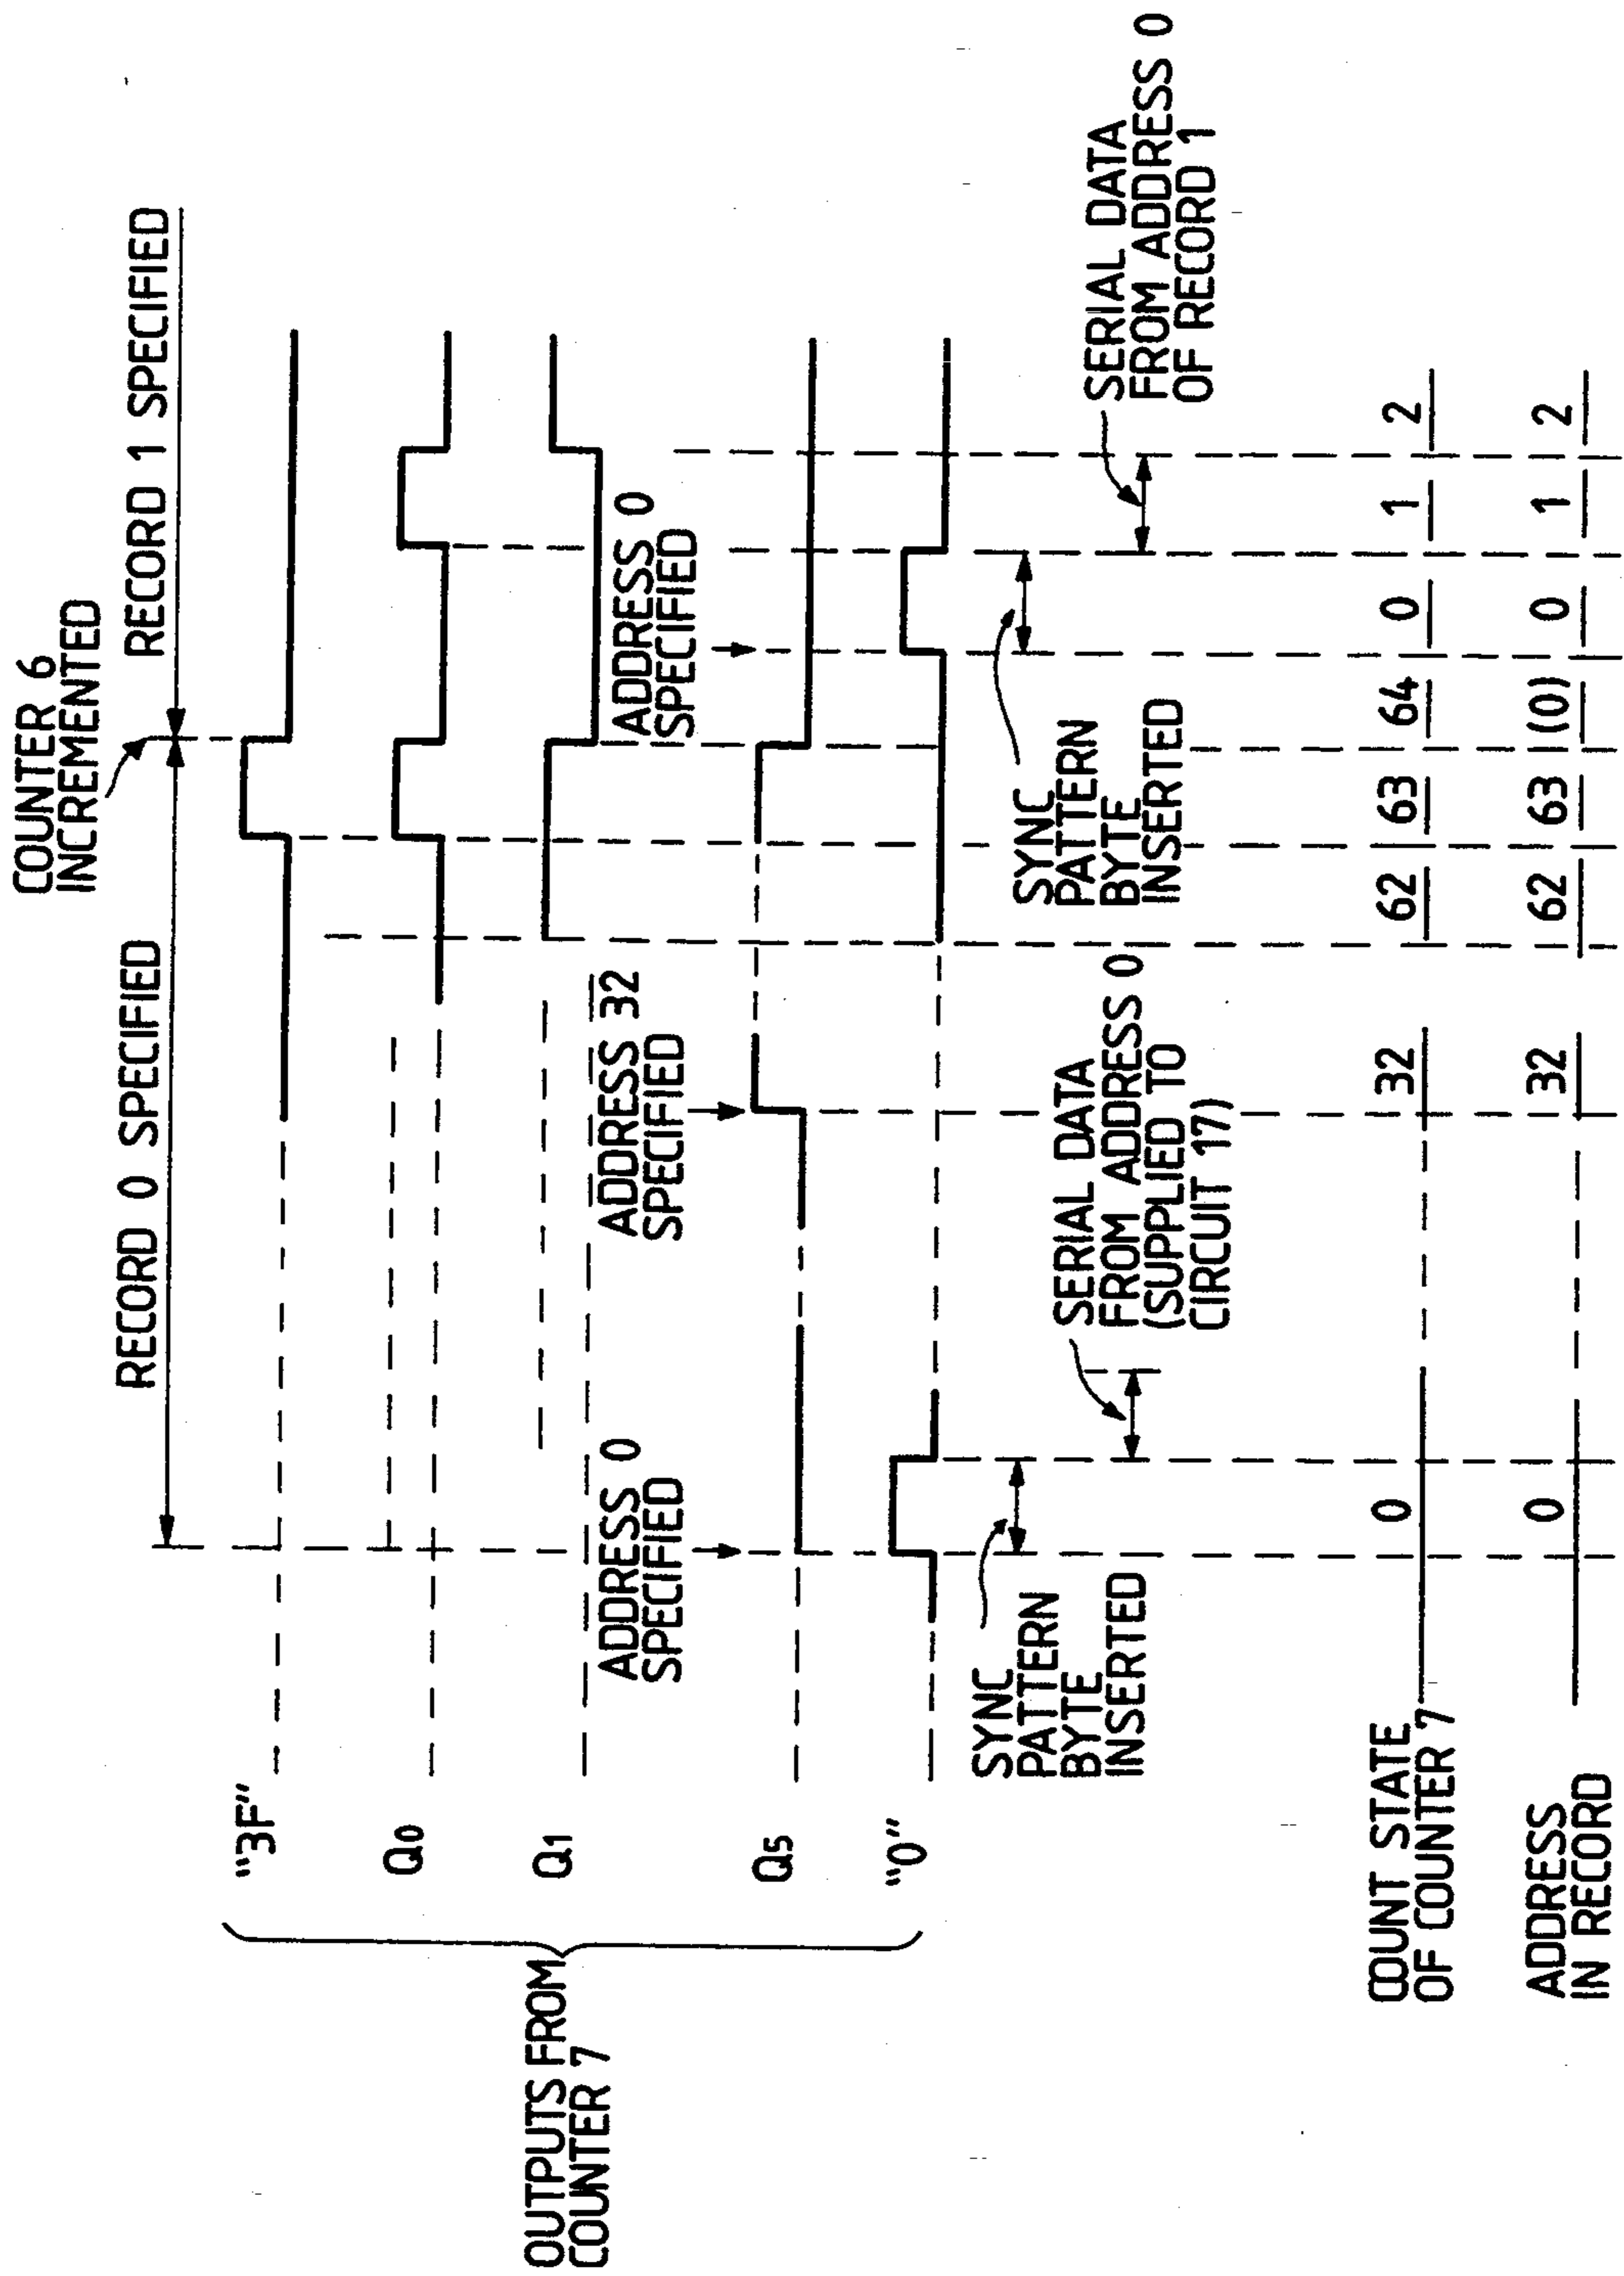 COUNTER 6
INCREMENTED
RECORD 0 SPECIFIED
RECORD 1 SPECIFIED
OUTPUTS FROM
COUNTER 7
"3F"
Q0
Q1
Q5
"0"
ADDRESS 0
SPECIFIED
ADDRESS 32
SPECIFIED
ADDRESS 0
SPECIFIED
SYNC
PATTERN
BYTE
INSERTED
SERIAL DATA
FROM ADDRESS 0
(SUPPLIED TO
CIRCUIT 17)
SYNC
PATTERN
BYTE
INSERTED
SERIAL DATA
FROM ADDRESS 0
OF RECORD 1
COUNT STATE
OF COUNTER 7
0 32 62 63 64 0 1 2
ADDRESS
IN RECORD
0 32 62 63 (0) 0 1 2